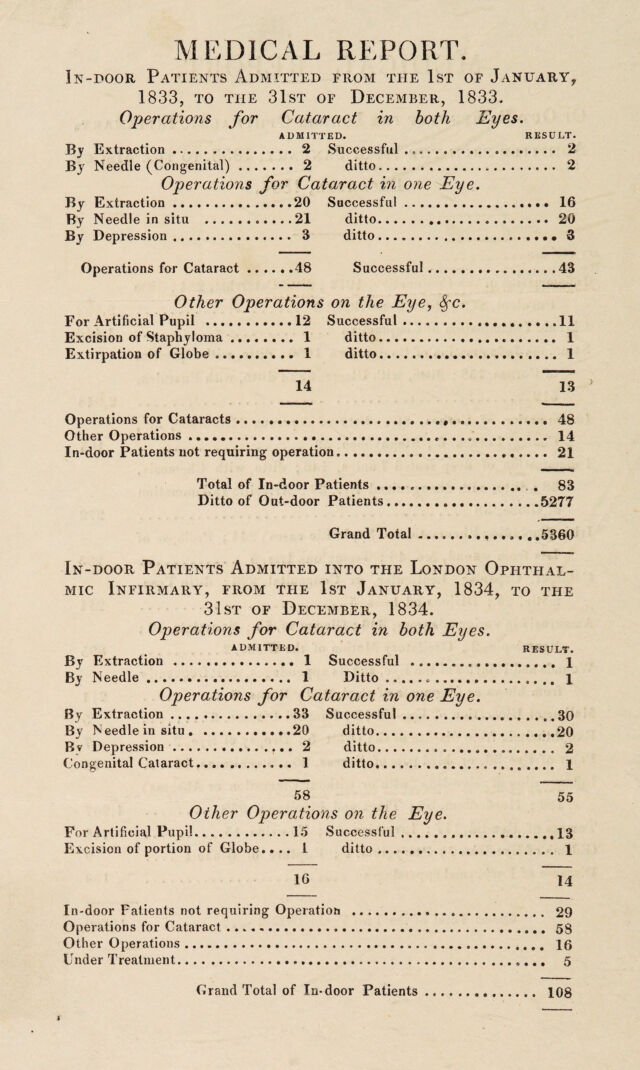 MEDICAL REPORT.
In-door Patients Admitted from the 1st of January,
1833, to the 31st of December, 1833.
Operations for Cataract in both Eyes.
ADMITTED. RESULT.
By Extraction ............... 2 Successful ................... 2
By Needle (Congenital) ....... 2 ditto....................... 2
Operations for Cataract in one Eye.
By Extraction ...............20 Successful ................... 16
By Needle in situ ...........21 ditto...................... 20
By Depression .............. 3 ditto....................... 3
Operations for Cataract ......48 Successful.................43
Other Operations on the Eye, &c.
For Artificial Pupil ...........12 Successful....................11
Excision of Staphyloma ........ 1 ditto....................... 1
Extirpation of Globe .......... 1 ditto....................... 1
14 13
Operations for Cataracts ........................................ 48
Other Operations .............................................. 14
In-door Patients not requiring operation........................... 21
Total of In-door Patients ..................... 83
Ditto of Out-door Patients....................5277
Grand Total ................5360
In-door Patients Admitted into the London Ophthal-
mic Infirmary, from the 1st January, 1834, to the
31st of December, 1834.
Operations for Cataract in both Eyes.
ADMITTED. RESULT.
By Extraction ............... 1 Successful ................... 1
By Needle .................. 1 Ditto ...................... 1
Operations for Cataract in one Eye.
By Extraction ...............33 Successful ....................30
By Needle in situ. ...........20 ditto.......................20
By Depression ............... 2 ditto....................... 2
Congenital Cataract............ 1 ditto....................... 1
58 55
Other Operations on the Eye.
For Artificial Pupil............15 Successful ....................13
Excision of portion of Globe.... 1 ditto ....................... 1
16 14
In-door Patients not requiring Operation ......................... 29
Operations for Cataract ......................................... 58
Other Operations .............................................. 16
Under Treatment............................................... 5
Grand Total of In-door Patients ............... 108